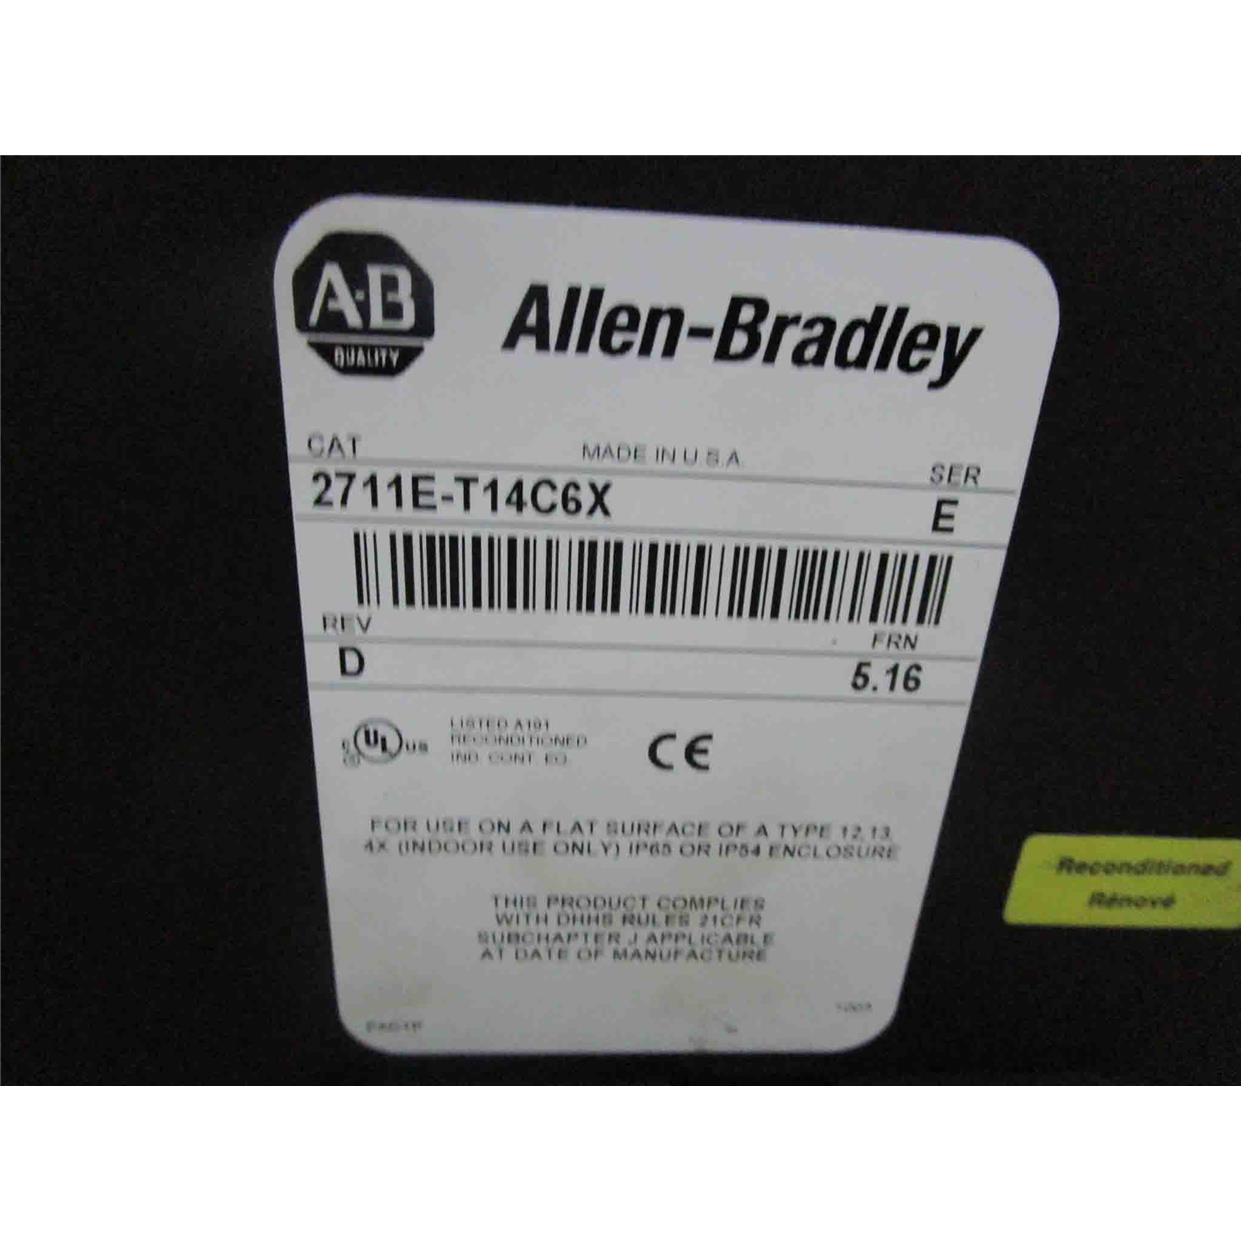 A-B
QUALITY
Allen-Bradley
CAT
MADE IN U.S.A.
SER
2711E-T14C6X
E
REV
FRN
D
5.16
C UL US
LISTED A191
RECONDITIONED
IND. CONT. EQ.
CE
FOR USE ON A FLAT SURFACE OF A TYPE 12,13,
4X (INDOOR USE ONLY) IP65 OR IP54 ENCLOSURE
THIS PRODUCT COMPLIES
WITH DHHS RULES 21CFR
SUBCHAPTER J APPLICABLE
AT DATE OF MANUFACTURE
Reconditioned
Rénové